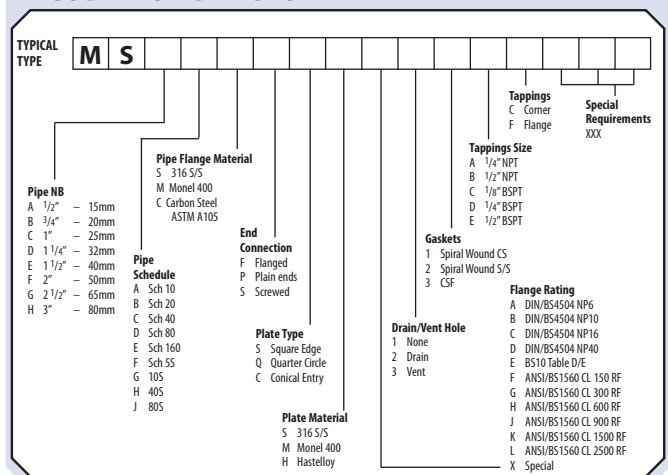 TYPICAL
TYPE
M S
Tappings
C Corner
F Flange
Special
Requirements
XXX
Tappings Size
A 1/4" NPT
B 1/2" NPT
C 1/8" BSPT
D 1/4" BSPT
E 1/2" BSPT
Pipe Flange Material
S 316 S/S
M Monel 400
C Carbon Steel
ASTM A105
Pipe NB
A 1/2" – 15mm
B 3/4" – 20mm
C 1" – 25mm
D 1 1/4" – 32mm
E 1 1/2" – 40mm
F 2" – 50mm
G 2 1/2" – 65mm
H 3" – 80mm
Pipe
Schedule
A Sch 10
B Sch 20
C Sch 40
D Sch 80
E Sch 160
F Sch 5S
G 10S
H 40S
J 80S
End
Connection
F Flanged
P Plain ends
S Screwed
Plate Type
S Square Edge
Q Quarter Circle
C Conical Entry
Plate Material
S 316 S/S
M Monel 400
H Hastelloy
Gaskets
1 Spiral Wound CS
2 Spiral Wound S/S
3 CSF
Drain/Vent Hole
1 None
2 Drain
3 Vent
Flange Rating
A DIN/BS4504 NP6
B DIN/BS4504 NP10
C DIN/BS4504 NP16
D DIN/BS4504 NP40
E BS10 Table D/E
F ANSI/BS1560 CL 150 RF
G ANSI/BS1560 CL 300 RF
H ANSI/BS1560 CL 600 RF
J ANSI/BS1560 CL 900 RF
K ANSI/BS1560 CL 1500 RF
L ANSI/BS1560 CL 2500 RF
X Special